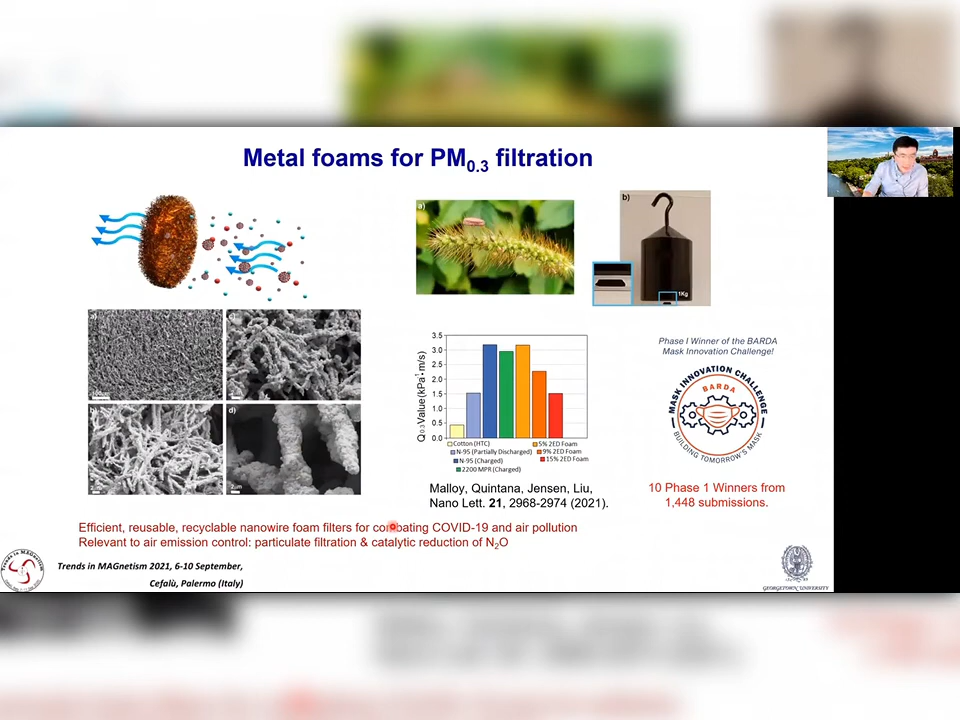 Metal foams for PM0.3 filtration
a)
b)
1Kg
a)
c)
b)
d)
2um
3.5
3.0
2.5
2.0
1.5
1.0
0.5
0.0
Q0.3 Value (kPa-1·m/s)
Cotton (HTC)
N-95 (Partially Discharged)
N-95 (Charged)
2200 MPR (Charged)
5% 2ED Foam
9% 2ED Foam
15% 2ED Foam
Phase I Winner of the BARDA
Mask Innovation Challenge!
MASK INNOVATION CHALLENGE
BARDA
BUILDING TOMORROW'S MASK
Malloy, Quintana, Jensen, Liu,
Nano Lett. 21, 2968-2974 (2021).
10 Phase 1 Winners from
1,448 submissions.
Efficient, reusable, recyclable nanowire foam filters for combating COVID-19 and air pollution
Relevant to air emission control: particulate filtration & catalytic reduction of N2O
Trends in MAGnetism 2021, 6-10 September,
Cefalù, Palermo (Italy)
GEORGETOWN UNIVERSITY